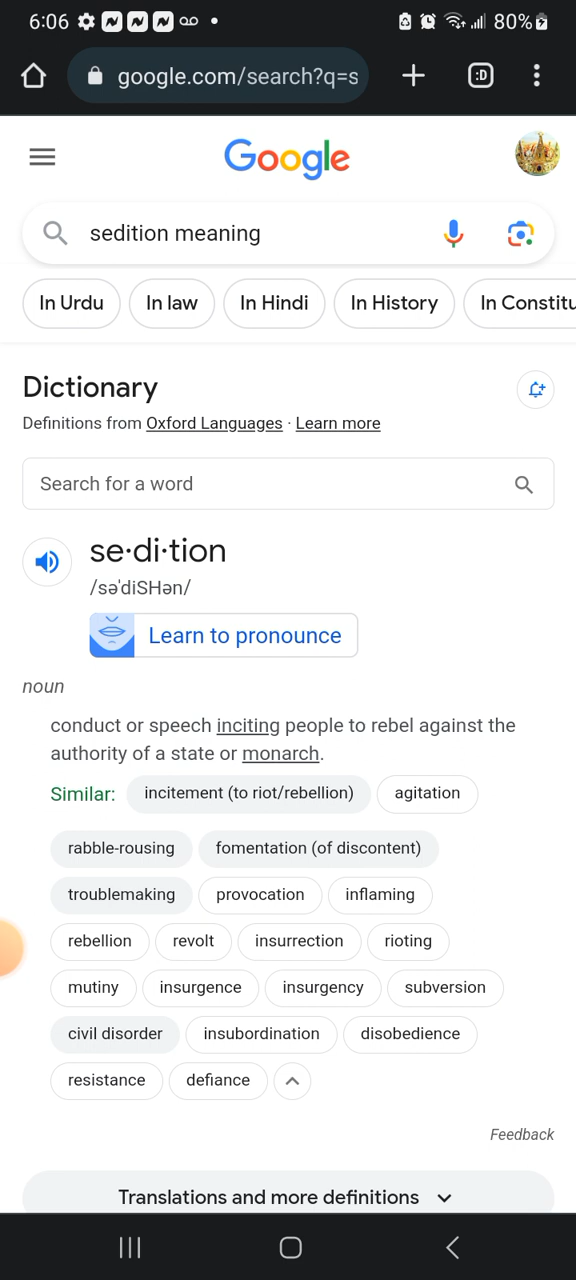 6:06 80%
google.com/search?q=s :D
Google
sedition meaning
In Urdu In law In Hindi In History In Constitu
Dictionary
Definitions from Oxford Languages · Learn more
Search for a word
se·di·tion
/səˈdiSHən/
Learn to pronounce
noun
conduct or speech inciting people to rebel against the
authority of a state or monarch.
Similar: incitement (to riot/rebellion) agitation
rabble-rousing fomentation (of discontent)
troublemaking provocation inflaming
rebellion revolt insurrection rioting
mutiny insurgence insurgency subversion
civil disorder insubordination disobedience
resistance defiance
Feedback
Translations and more definitions